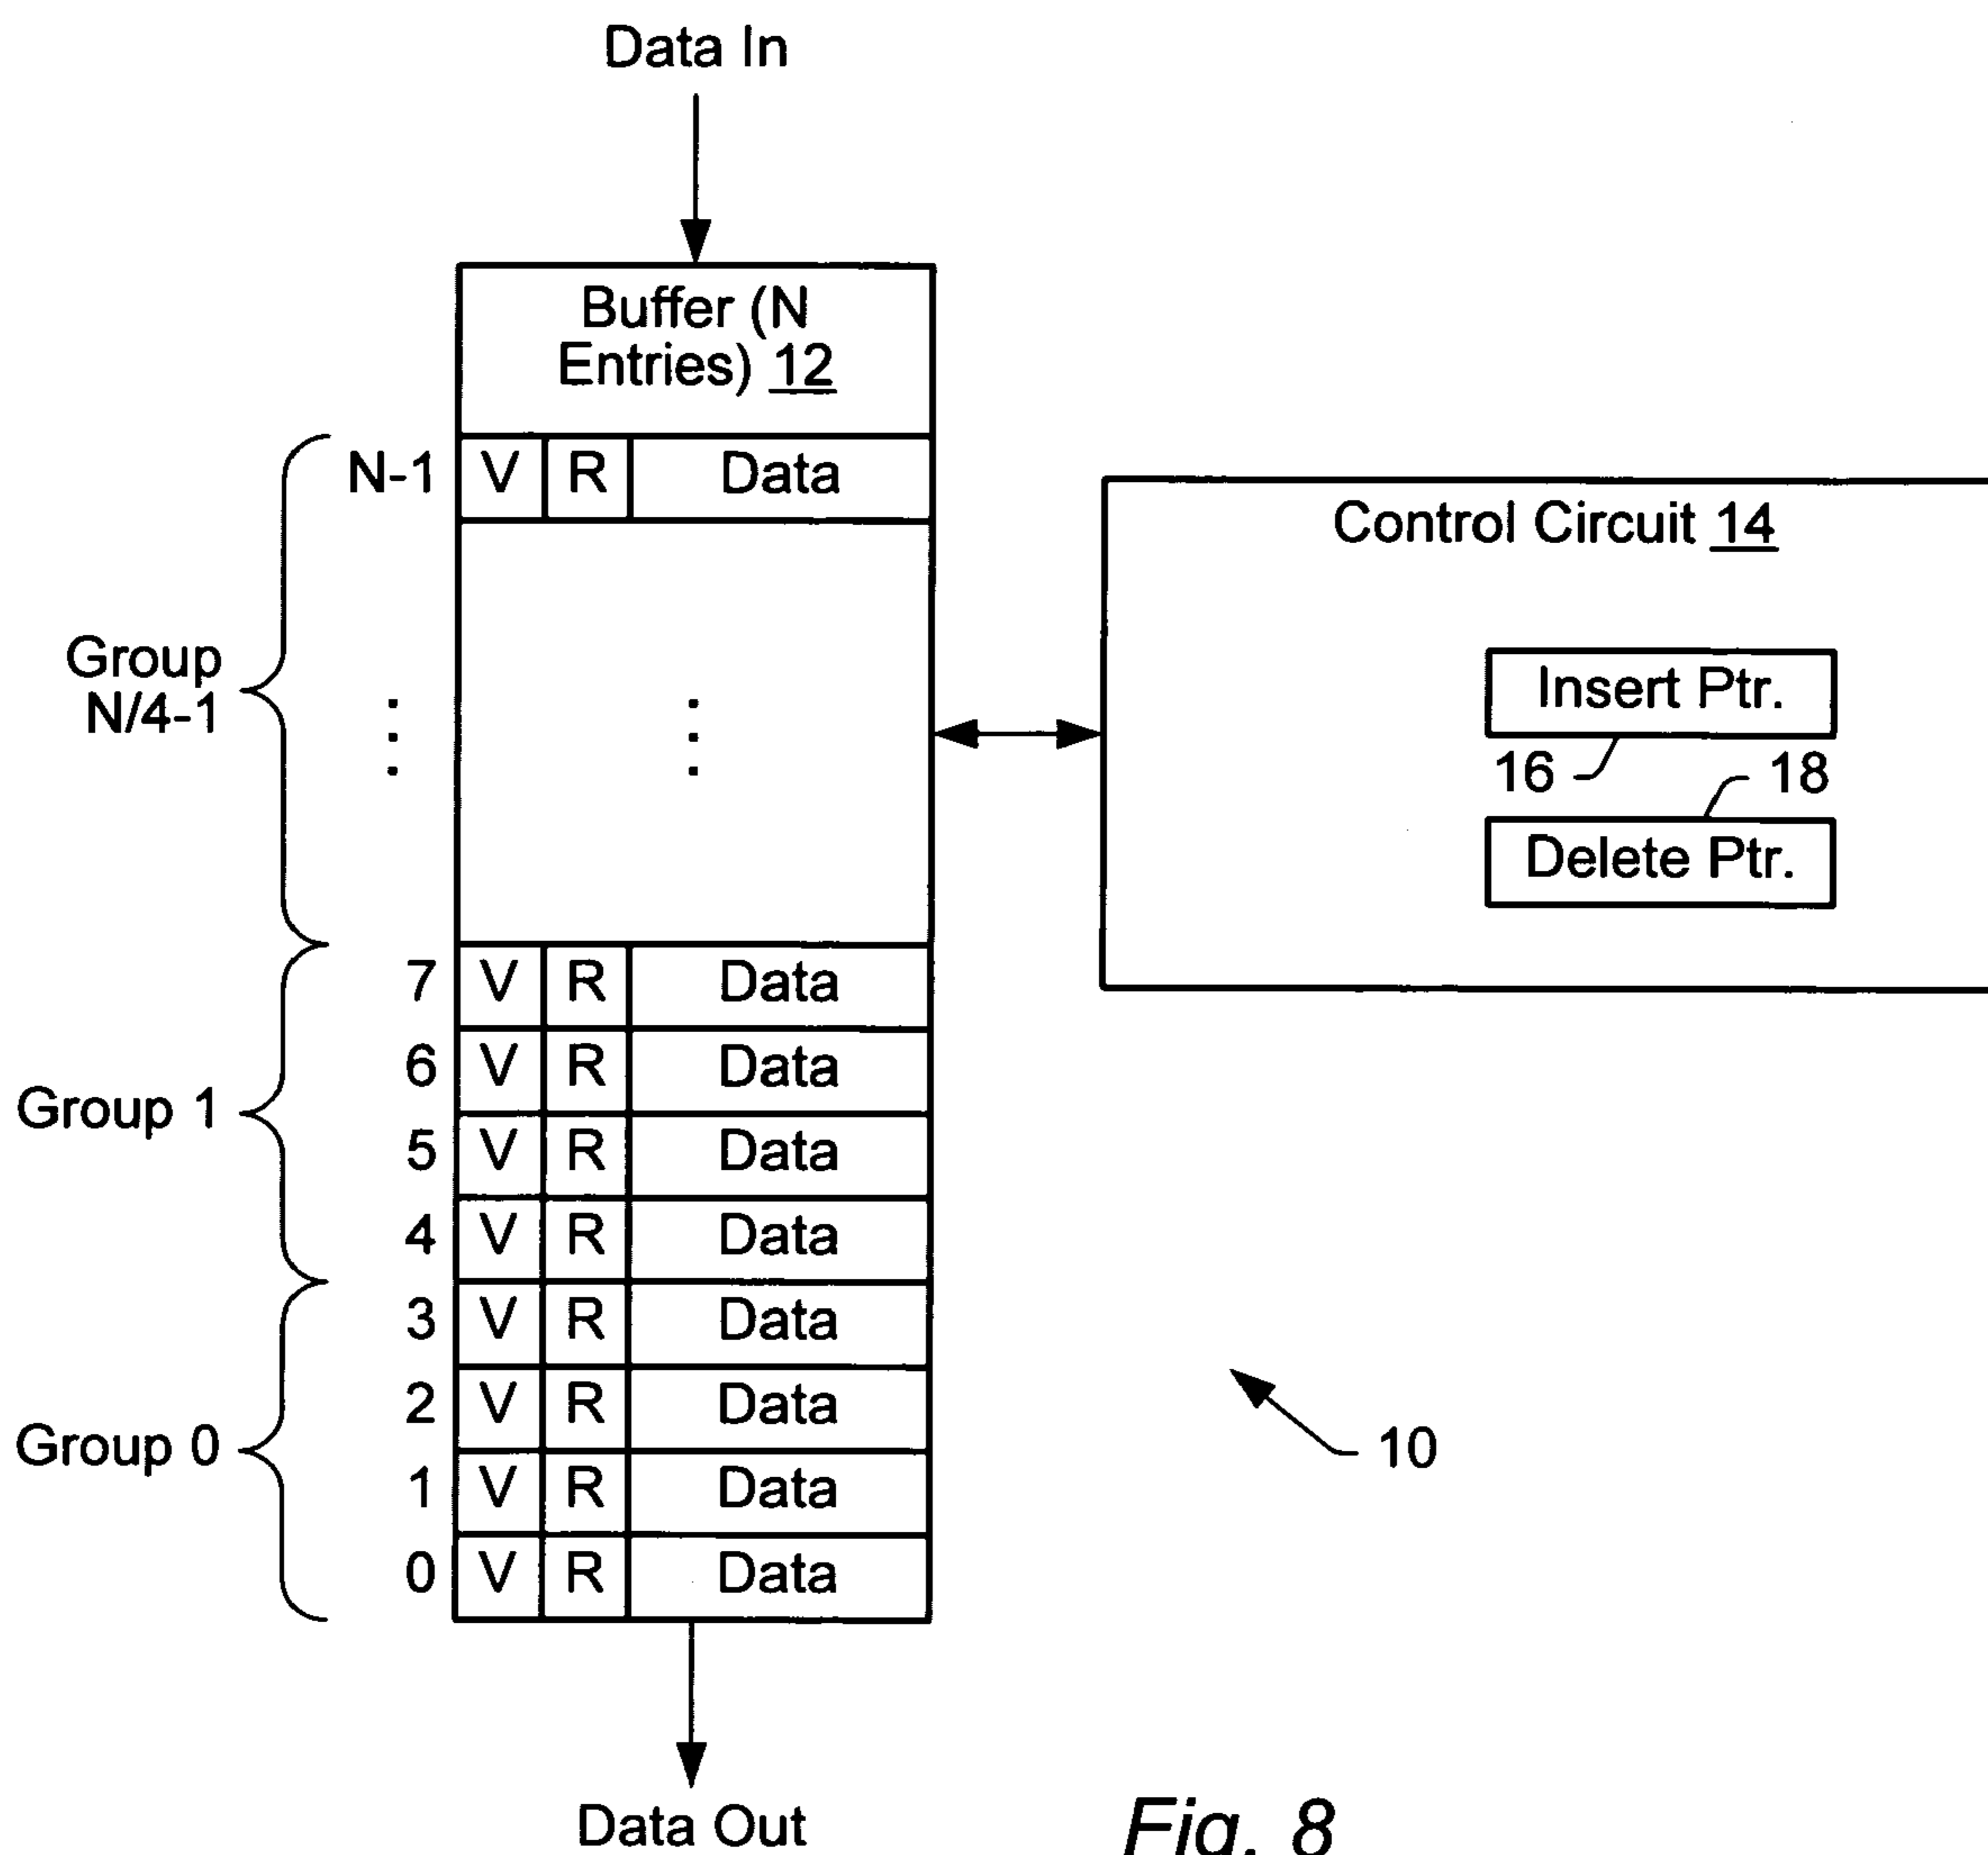 Data In
Buffer (N
Entries) 12
N-1 V R Data
Control Circuit 14
Group
N/4-1
Insert Ptr.
16
18
Delete Ptr.
7 V R Data
6 V R Data
Group 1
5 V R Data
4 V R Data
3 V R Data
2 V R Data
Group 0
10
1 V R Data
0 V R Data
Data Out
Fig. 8